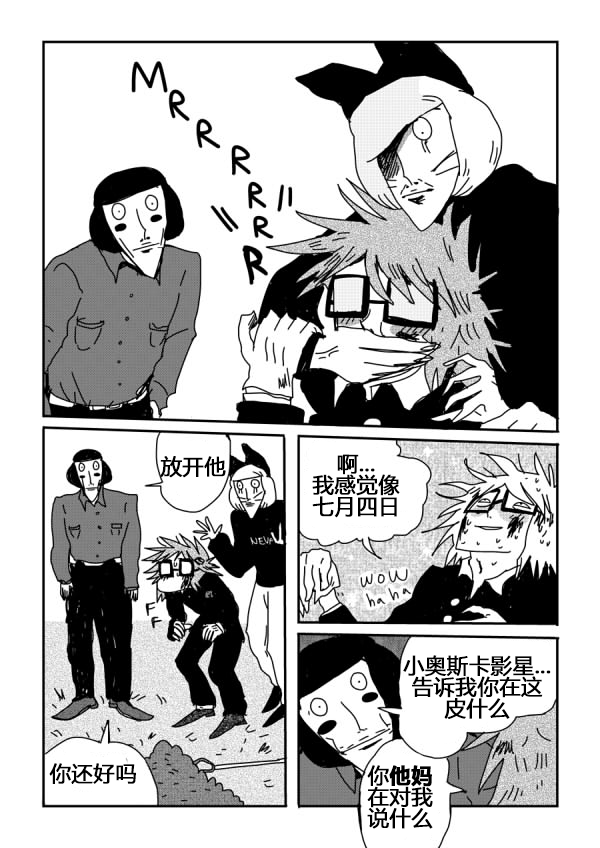 MRRRRRRR
放开他
NEVA
FF
你还好吗
啊...
我感觉像
七月四日
WOW
haha
小奥斯卡影星...
告诉我你在这
皮什么
你他妈
在对我
说什么